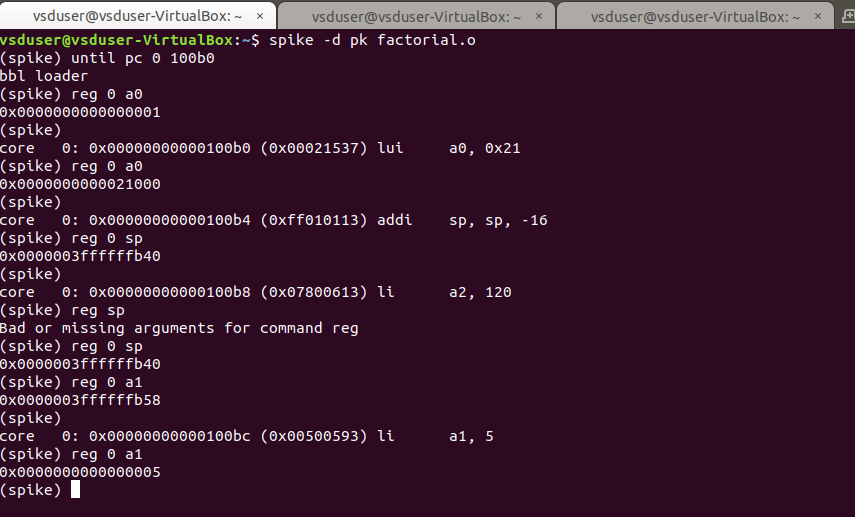 vsduser@vsduser-VirtualBox: ~ × vsduser@vsduser-VirtualBox: ~ × vsduser@vsduser-VirtualBox: ~ ×
vsduser@vsduser-VirtualBox:~$ spike -d pk factorial.o
(spike) until pc 0 100b0
bbl loader
(spike) reg 0 a0
0x0000000000000001
(spike)
core   0: 0x00000000000100b0 (0x00021537) lui     a0, 0x21
(spike) reg 0 a0
0x0000000000021000
(spike)
core   0: 0x00000000000100b4 (0xff010113) addi    sp, sp, -16
(spike) reg 0 sp
0x0000003ffffffb40
(spike)
core   0: 0x00000000000100b8 (0x07800613) li      a2, 120
(spike) reg sp
Bad or missing arguments for command reg
(spike) reg 0 sp
0x0000003ffffffb40
(spike) reg 0 a1
0x0000003ffffffb58
(spike)
core   0: 0x00000000000100bc (0x00500593) li      a1, 5
(spike) reg 0 a1
0x0000000000000005
(spike)